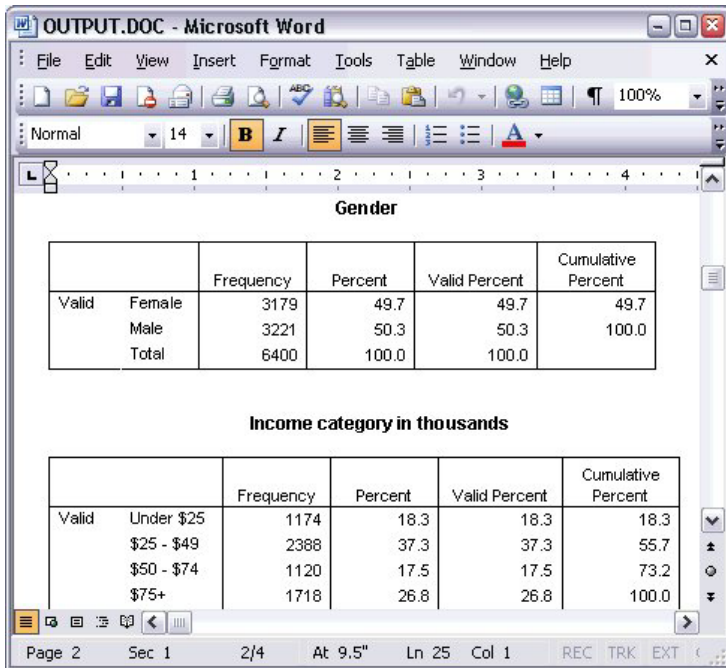 OUTPUT.DOC - Microsoft Word
File Edit View Insert Format Tools Table Window Help
100%
Normal 14 B I A
1 2 3 4
Gender
Frequency Percent Valid Percent Cumulative Percent
Valid Female 3179 49.7 49.7 49.7
Male 3221 50.3 50.3 100.0
Total 6400 100.0 100.0
Income category in thousands
Frequency Percent Valid Percent Cumulative Percent
Valid Under $25 1174 18.3 18.3 18.3
$25 - $49 2388 37.3 37.3 55.7
$50 - $74 1120 17.5 17.5 73.2
$75+ 1718 26.8 26.8 100.0
Page 2 Sec 1 2/4 At 9.5" Ln 25 Col 1 REC TRK EXT